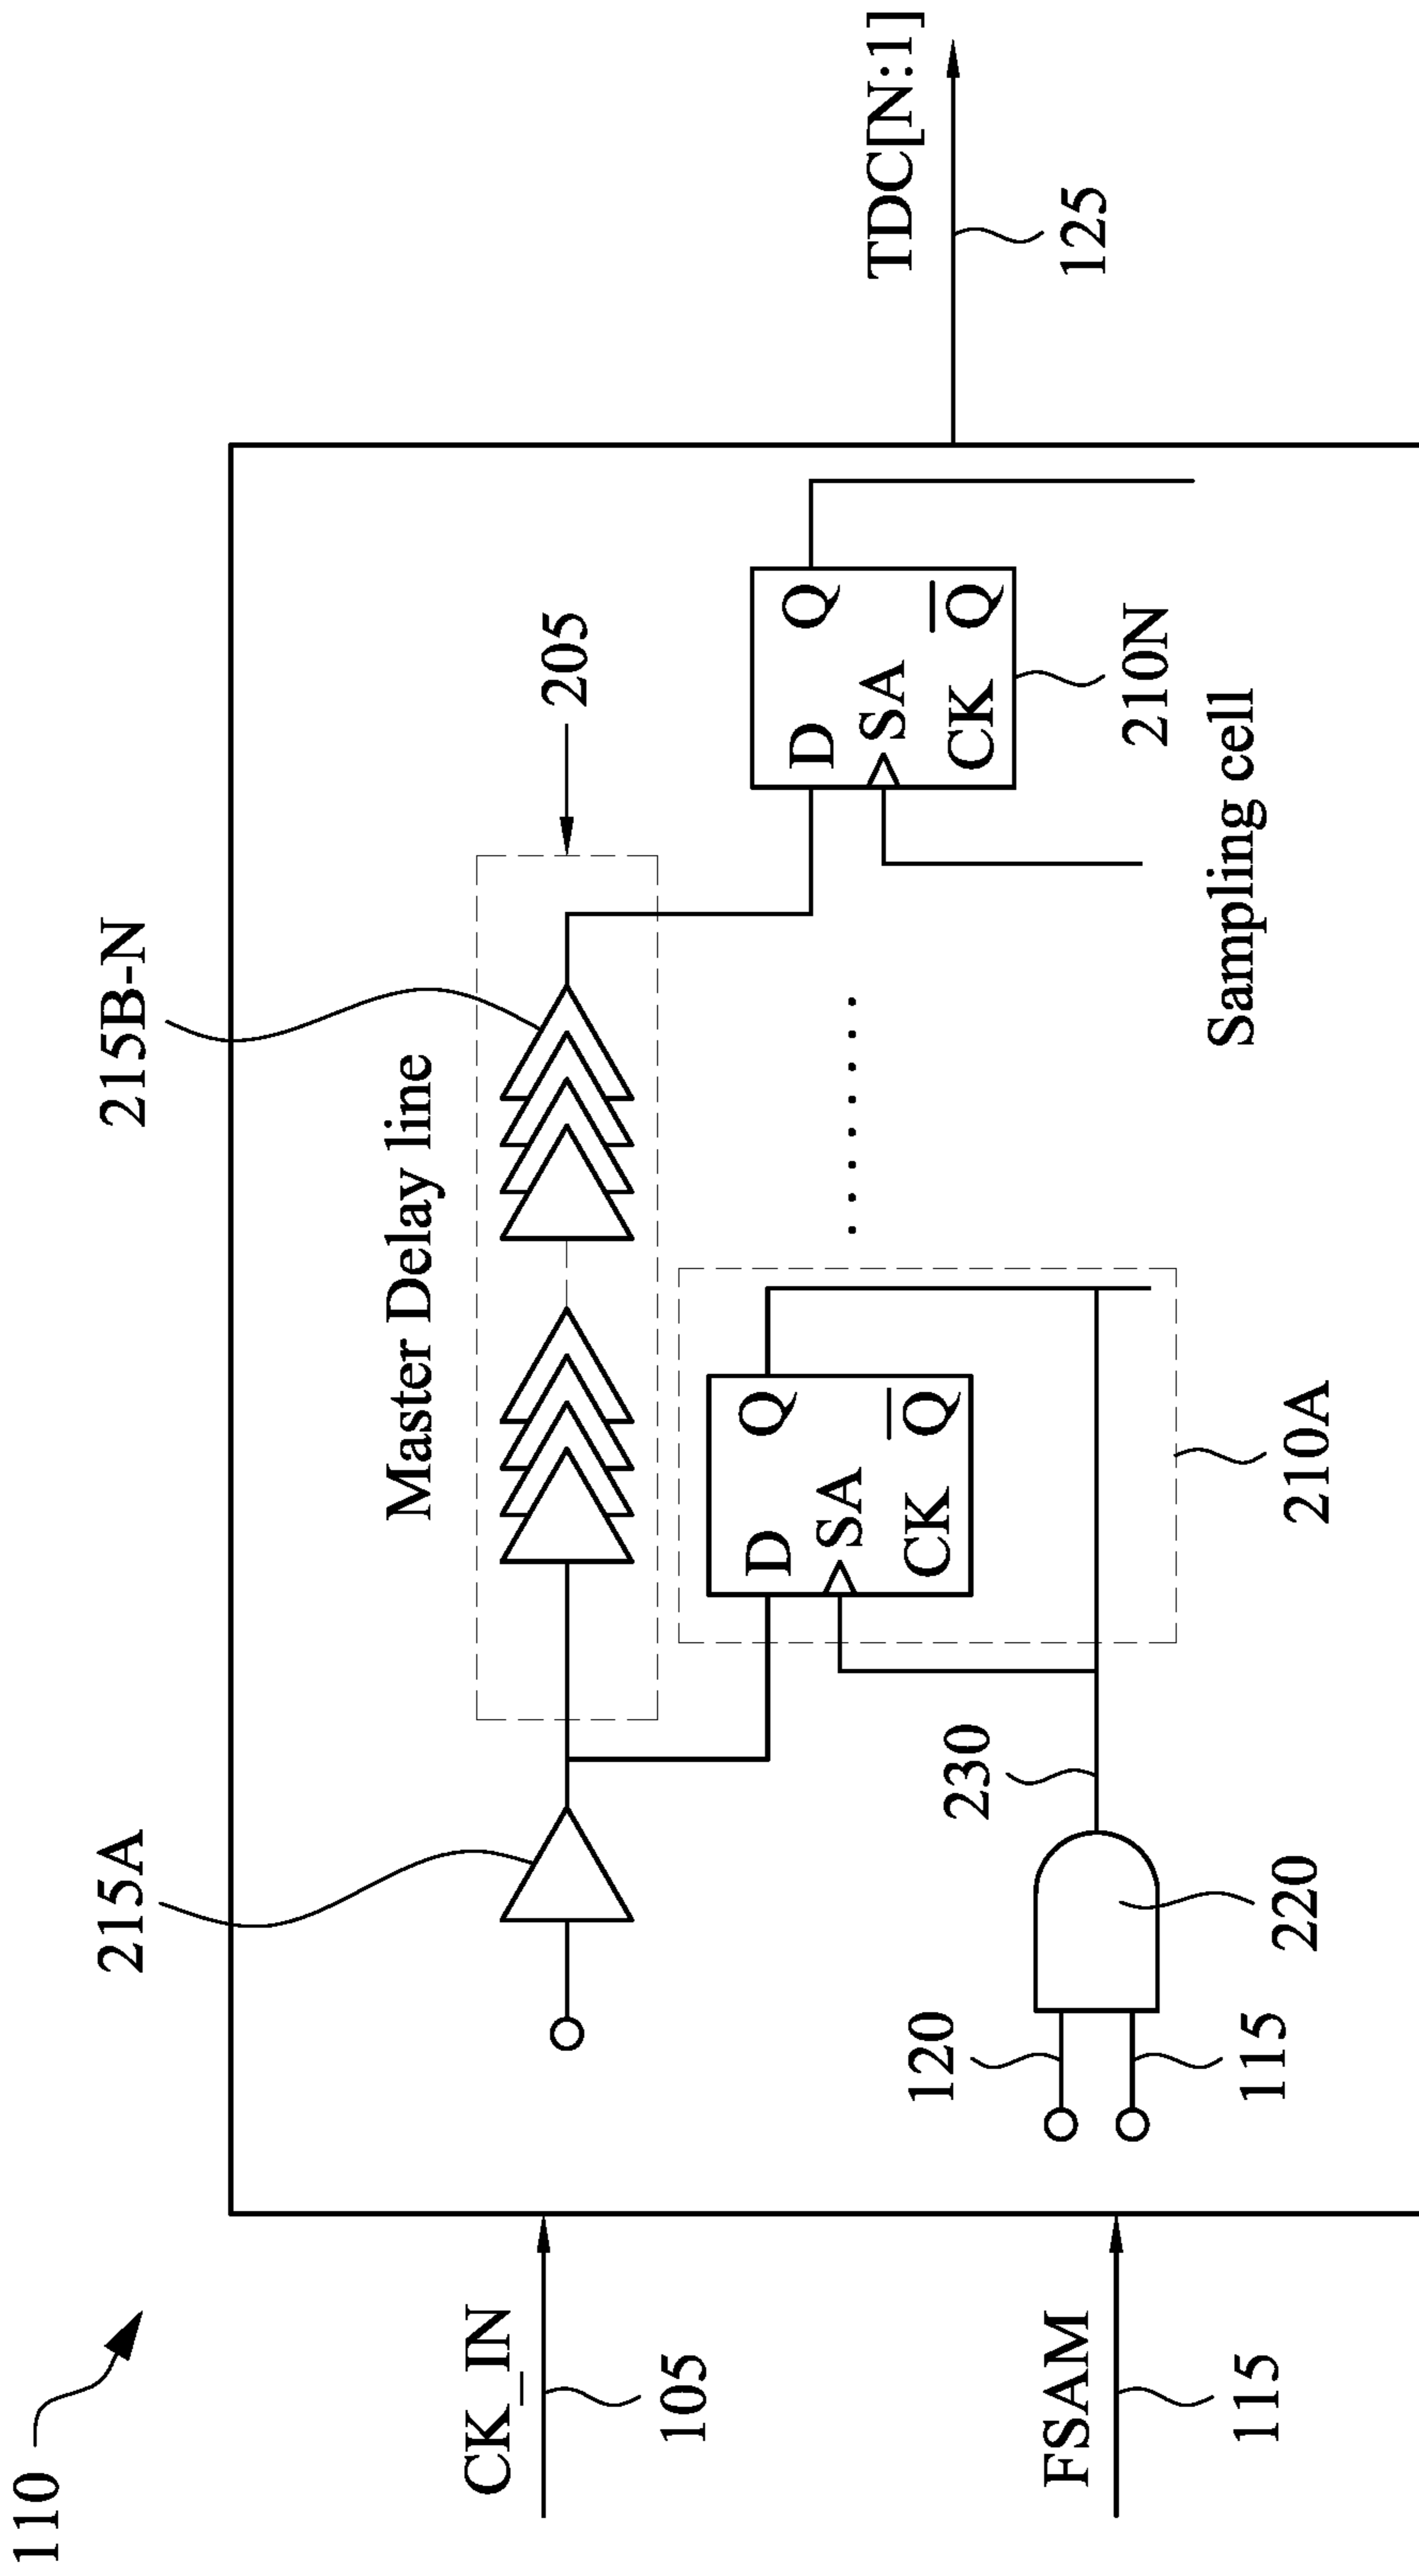 110
215A
215B-N
Master Delay line
205
CK_IN
105
D
Q
SA
CK
Q̅
D
Q
SA
CK
Q̅
210N
TDC[N:1]
125
120
230
115
220
210A
Sampling cell
FSAM
115